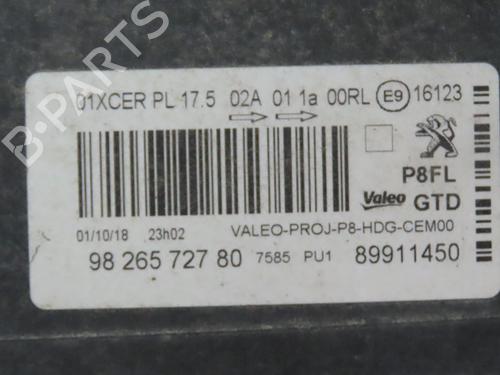 01XCER PL 17.5 02A 01 1a 00RL E9 16123
P8FL
Valeo GTD
01/10/18 23h02 VALEO-PROJ-P8-HDG-CEM00
98 265 727 80 7585 PU1 89911450